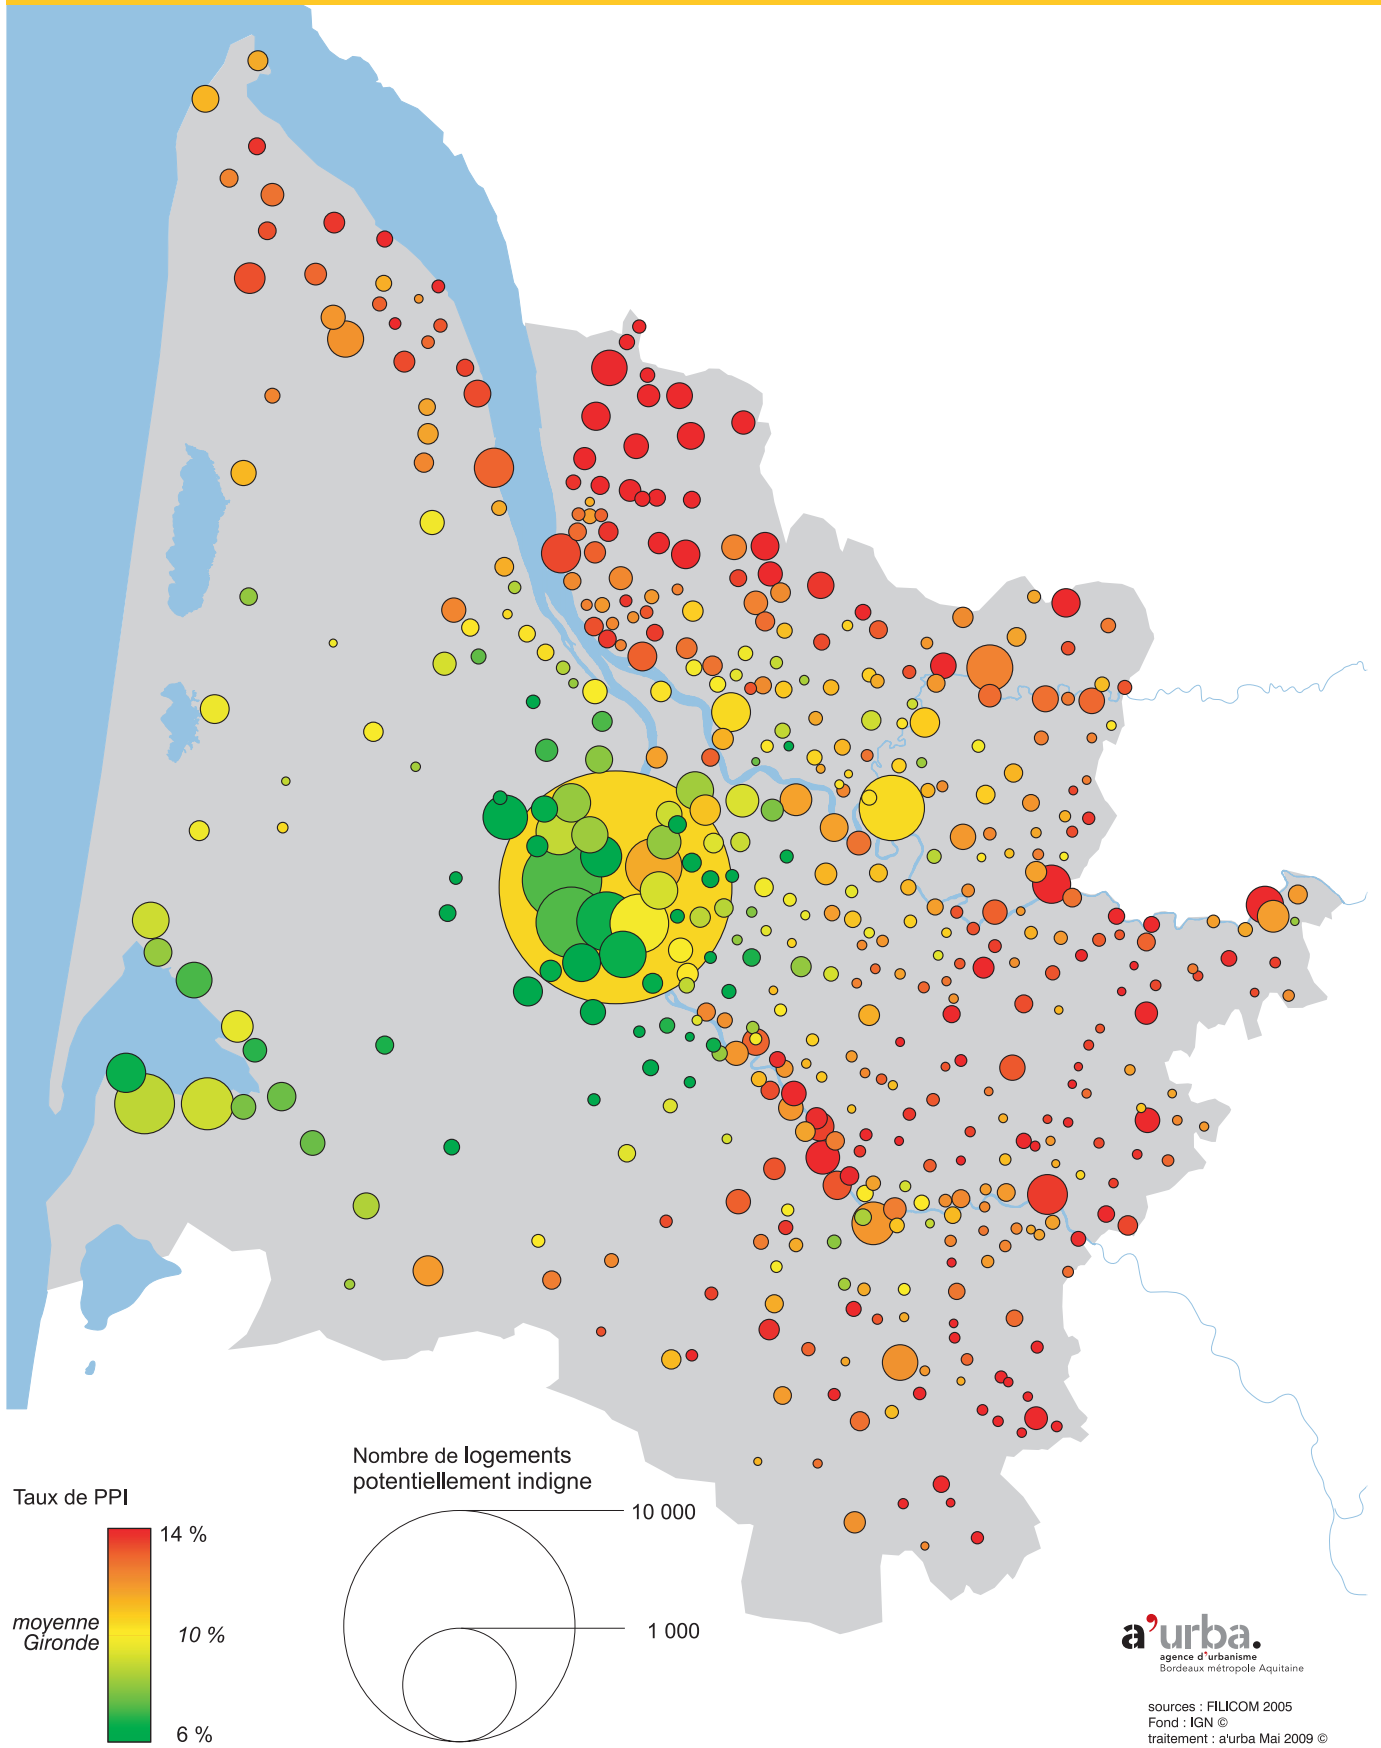 Nombre de logements
potentiellement indigne
10 000
1 000
Taux de PPI
14 %
moyenne
Gironde
10 %
6 %
a'urba.
agence d'urbanisme
Bordeaux métropole Aquitaine
sources : FILICOM 2005
Fond : IGN ©
traitement : a'urba Mai 2009 ©